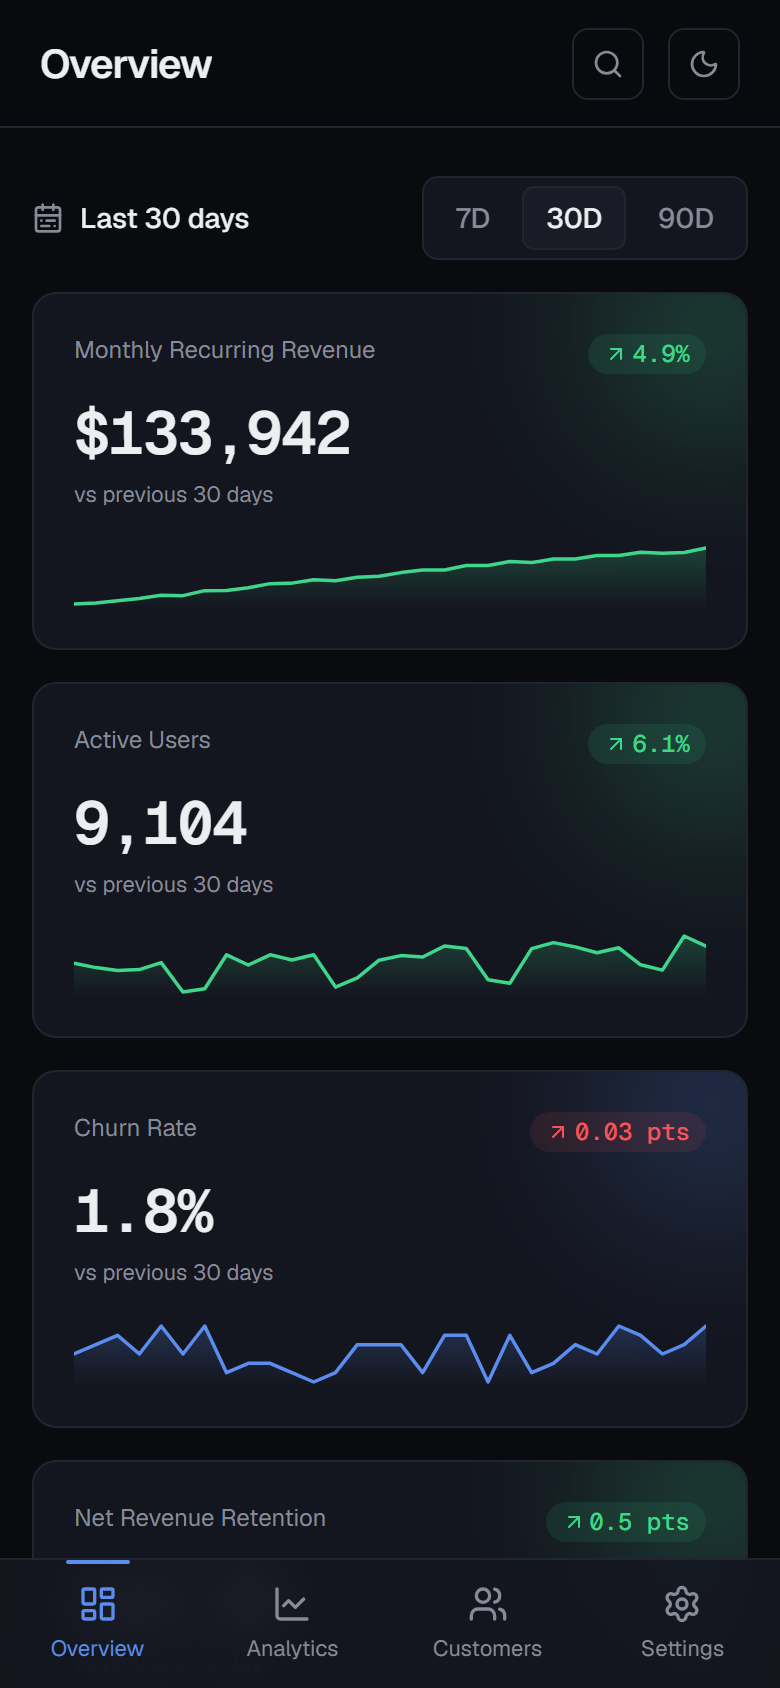 Overview
Last 30 days
7D 30D 90D
Monthly Recurring Revenue
4.9%
$133,942
vs previous 30 days
Active Users
6.1%
9,104
vs previous 30 days
Churn Rate
0.03 pts
1.8%
vs previous 30 days
Net Revenue Retention
0.5 pts
Overview Analytics Customers Settings